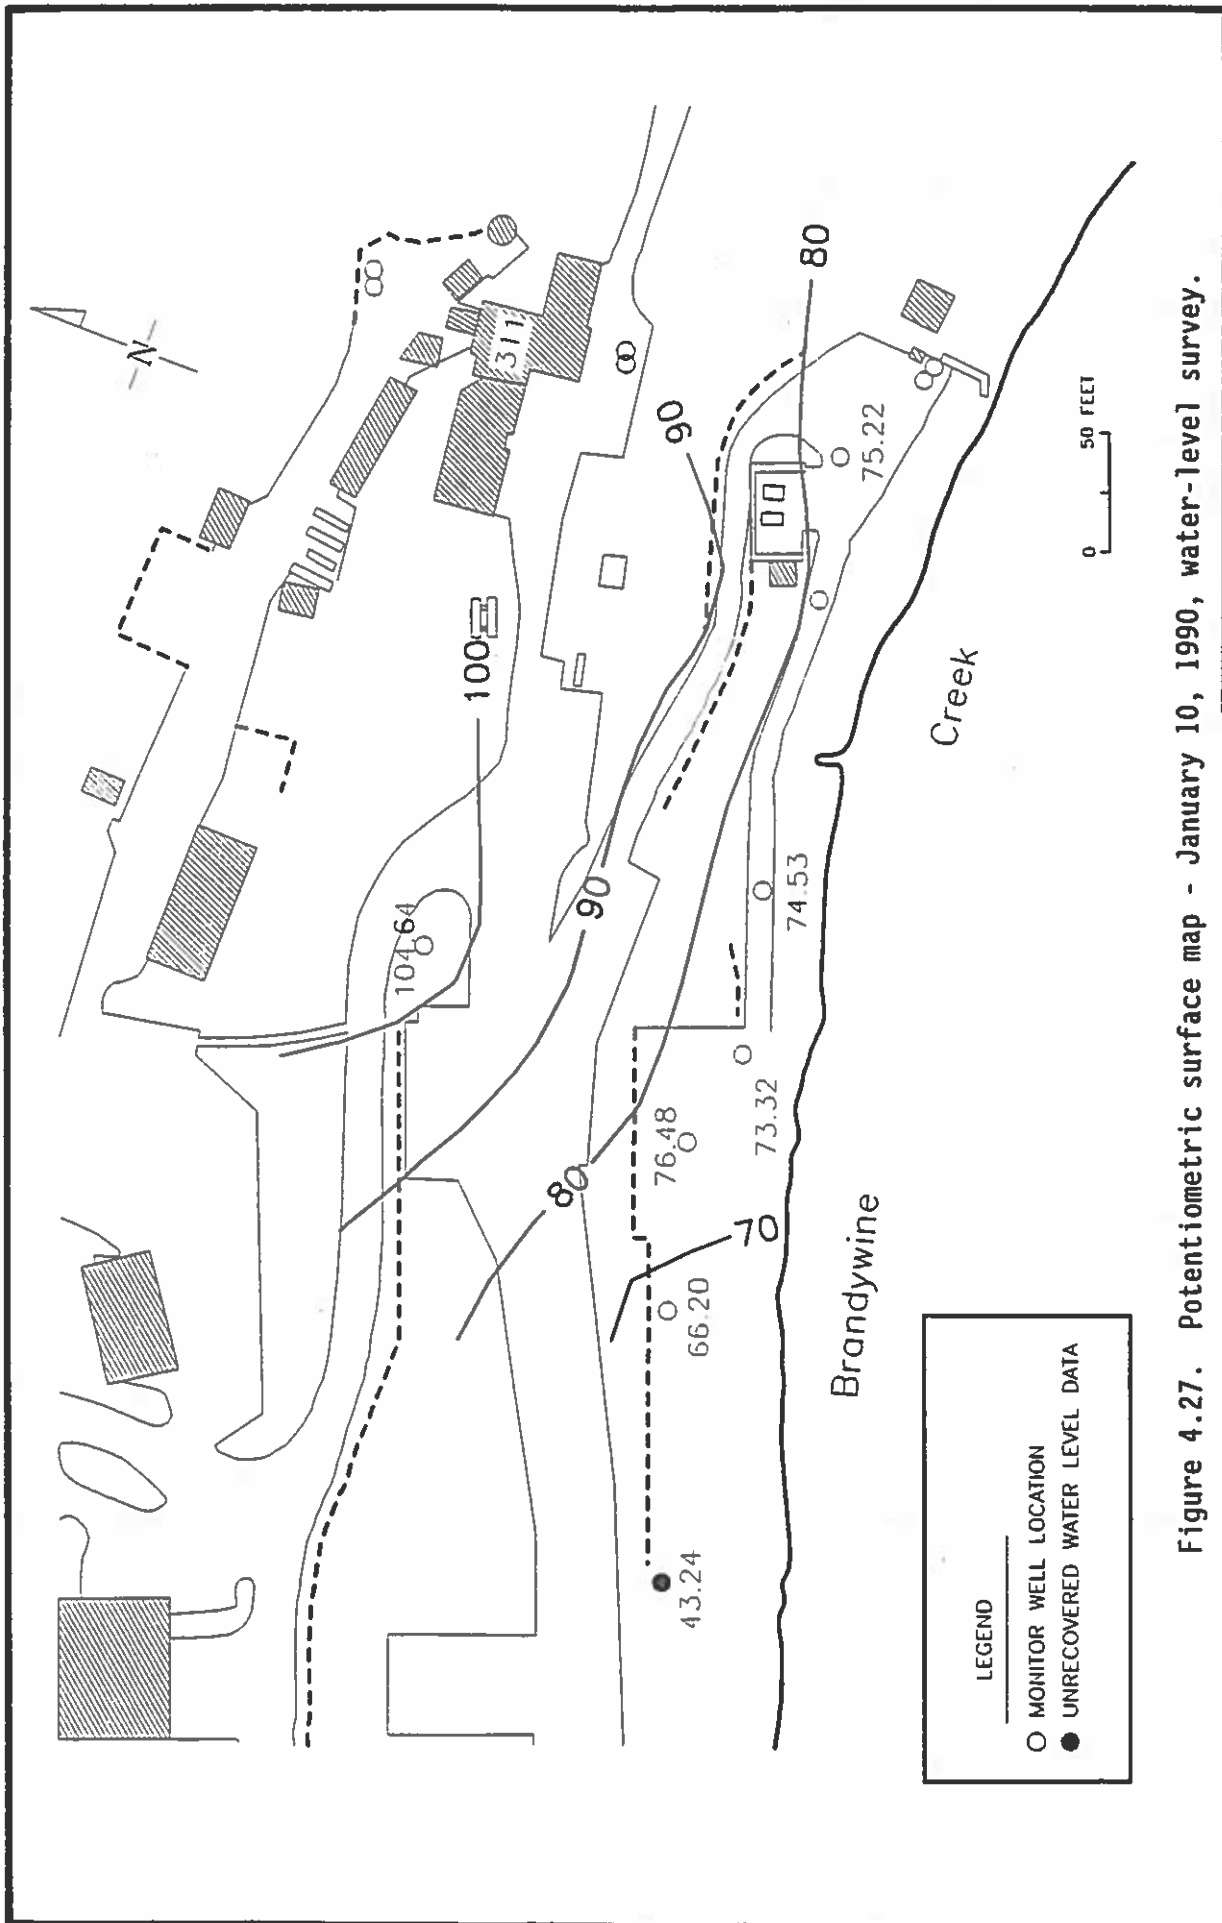 N
311
100
104.64
90
90
80
80
70
75.22
74.53
73.32
76.48
66.20
43.24
Brandywine
Creek
0 50 FEET
LEGEND
MONITOR WELL LOCATION
UNRECOVERED WATER LEVEL DATA
Figure 4.27. Potentiometric surface map - January 10, 1990, water-level survey.